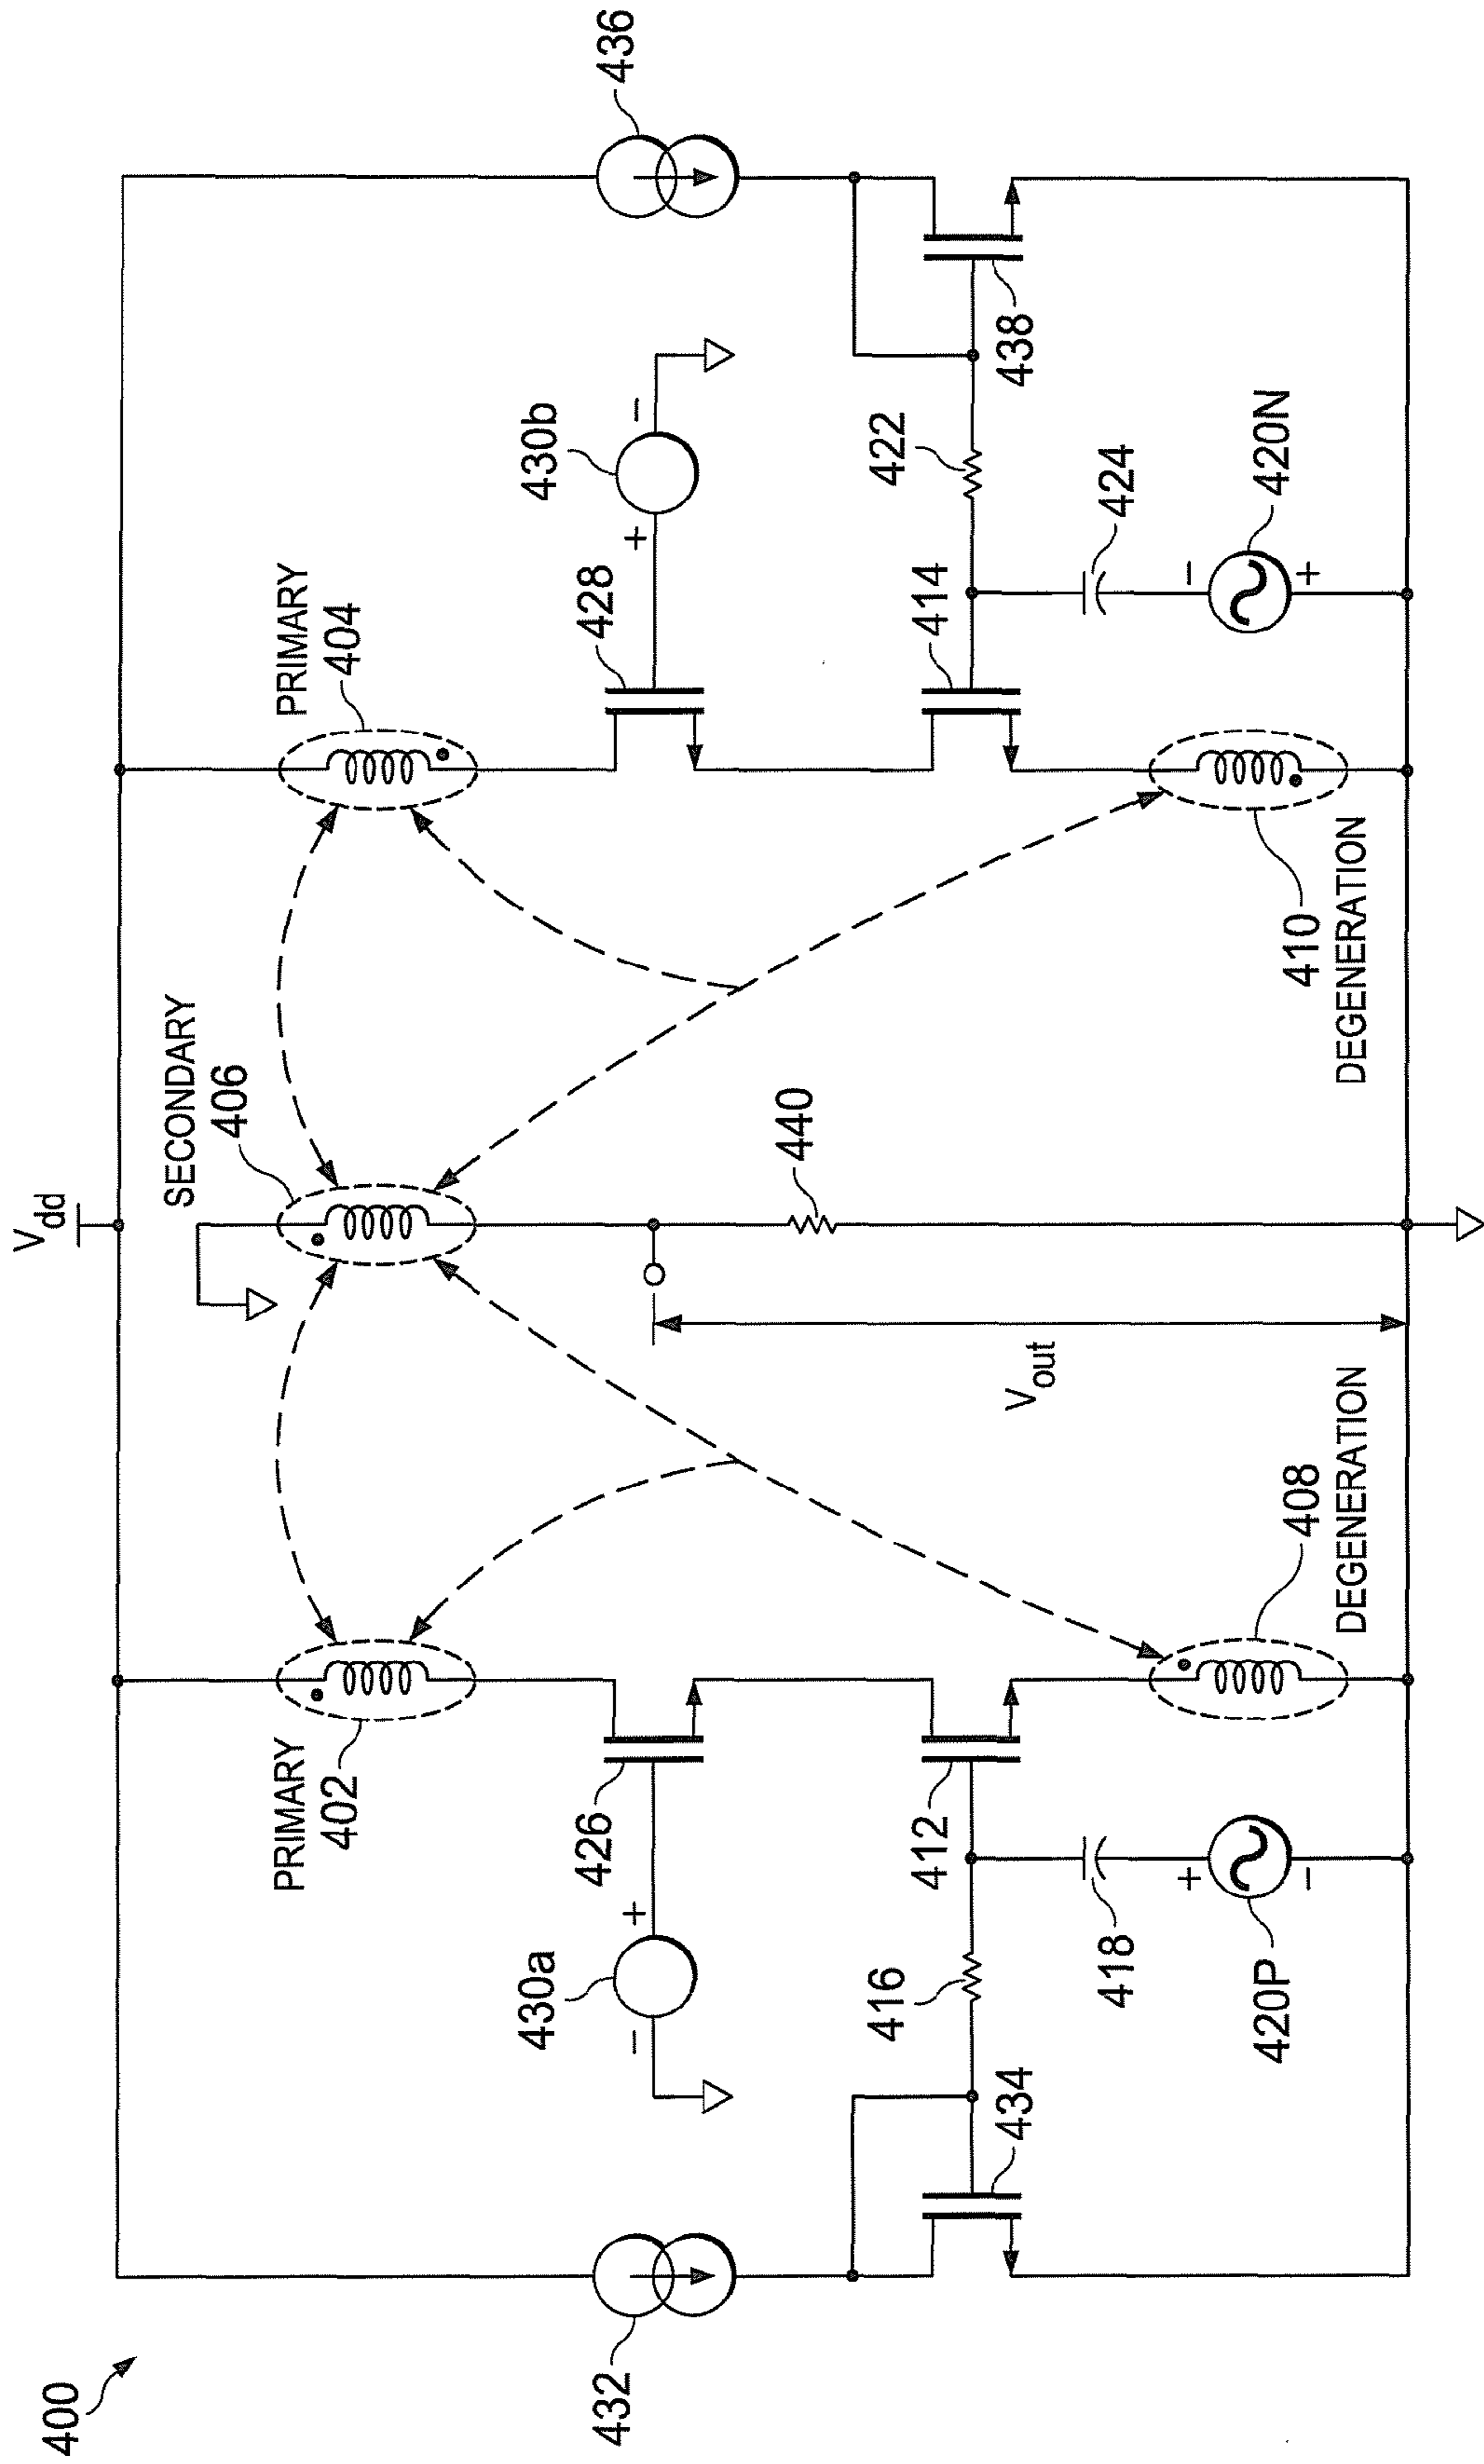 400
Vdd
SECONDARY
406
PRIMARY
402
PRIMARY
404
432
436
430a
− +
426
428
430b
+ −
440
Vout
434
416
412
414
422
438
418
424
+
420P
−
−
420N
+
408
DEGENERATION
410
DEGENERATION